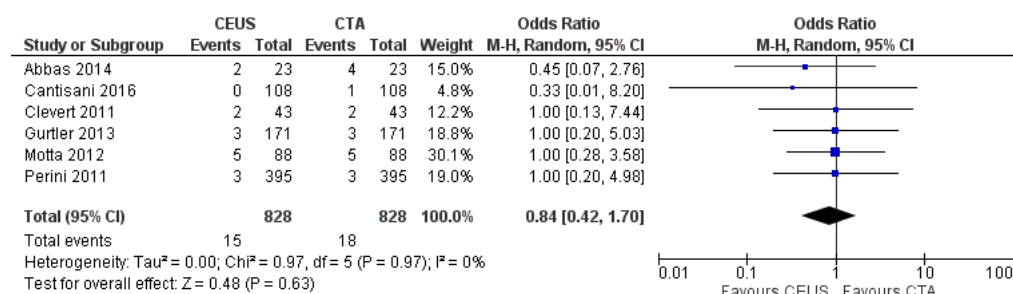 CEUS CTA Odds Ratio Odds Ratio
Study or Subgroup Events Total Events Total Weight M-H, Random, 95% CI M-H, Random, 95% CI
Abbas 2014 2 23 4 23 15.0% 0.45 [0.07, 2.76]
Cantisani 2016 0 108 1 108 4.8% 0.33 [0.01, 8.20]
Clevert 2011 2 43 2 43 12.2% 1.00 [0.13, 7.44]
Gurtler 2013 3 171 3 171 18.8% 1.00 [0.20, 5.03]
Motta 2012 5 88 5 88 30.1% 1.00 [0.28, 3.58]
Perini 2011 3 395 3 395 19.0% 1.00 [0.20, 4.98]
Total (95% CI) 828 828 100.0% 0.84 [0.42, 1.70]
Total events 15 18
Heterogeneity: Tau² = 0.00; Chi² = 0.97, df = 5 (P = 0.97); I² = 0%
Test for overall effect: Z = 0.48 (P = 0.63)
0.01 0.1 1 10 100
Favours CEUS Favours CTA